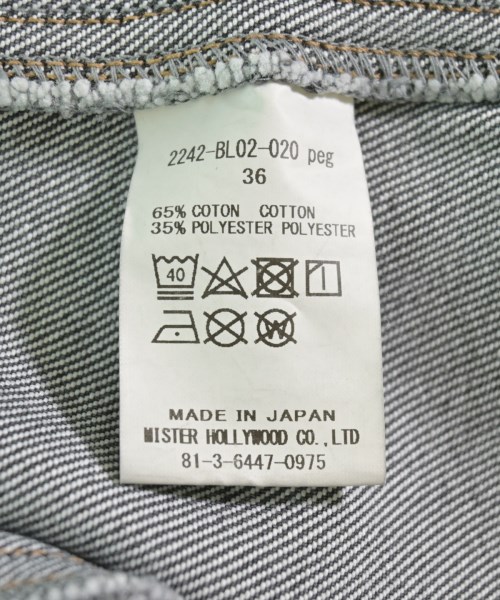 2242-BL02-020 peg
36
65% COTON COTTON
35% POLYESTER POLYESTER
40
W
MADE IN JAPAN
MISTER HOLLYWOOD CO.,LTD
81-3-6447-0975